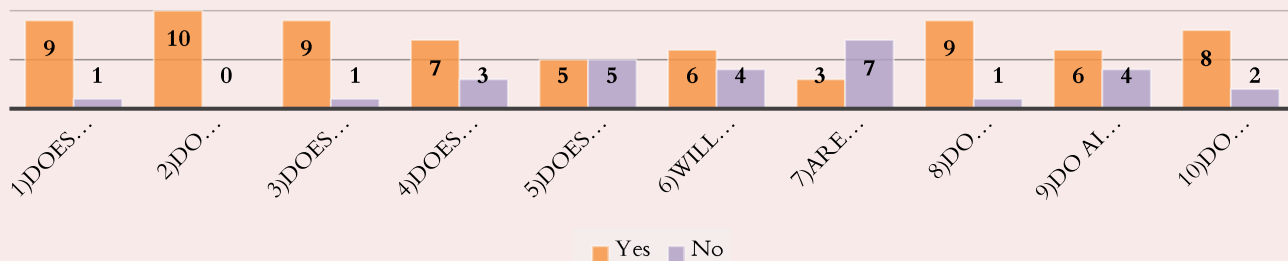 9 1 10 0 9 1 7 3 5 5 6 4 3 7 9 1 6 4 8 2
1)DOES…
2)DO…
3)DOES…
4)DOES…
5)DOES…
6)WILL…
7)ARE…
8)DO…
9)DO AI…
10)DO…
Yes No